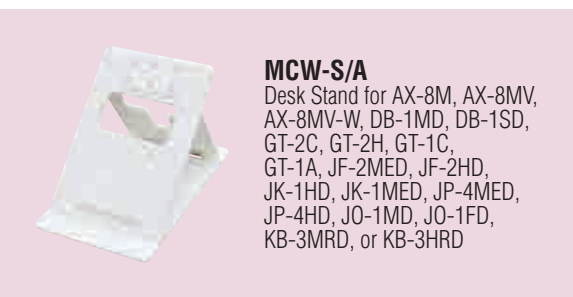 MCW-S/A
Desk Stand for AX-8M, AX-8MV,
AX-8MV-W, DB-1MD, DB-1SD,
GT-2C, GT-2H, GT-1C,
GT-1A, JF-2MED, JF-2HD,
JK-1HD, JK-1MED, JP-4MED,
JP-4HD, JO-1MD, JO-1FD,
KB-3MRD, or KB-3HRD